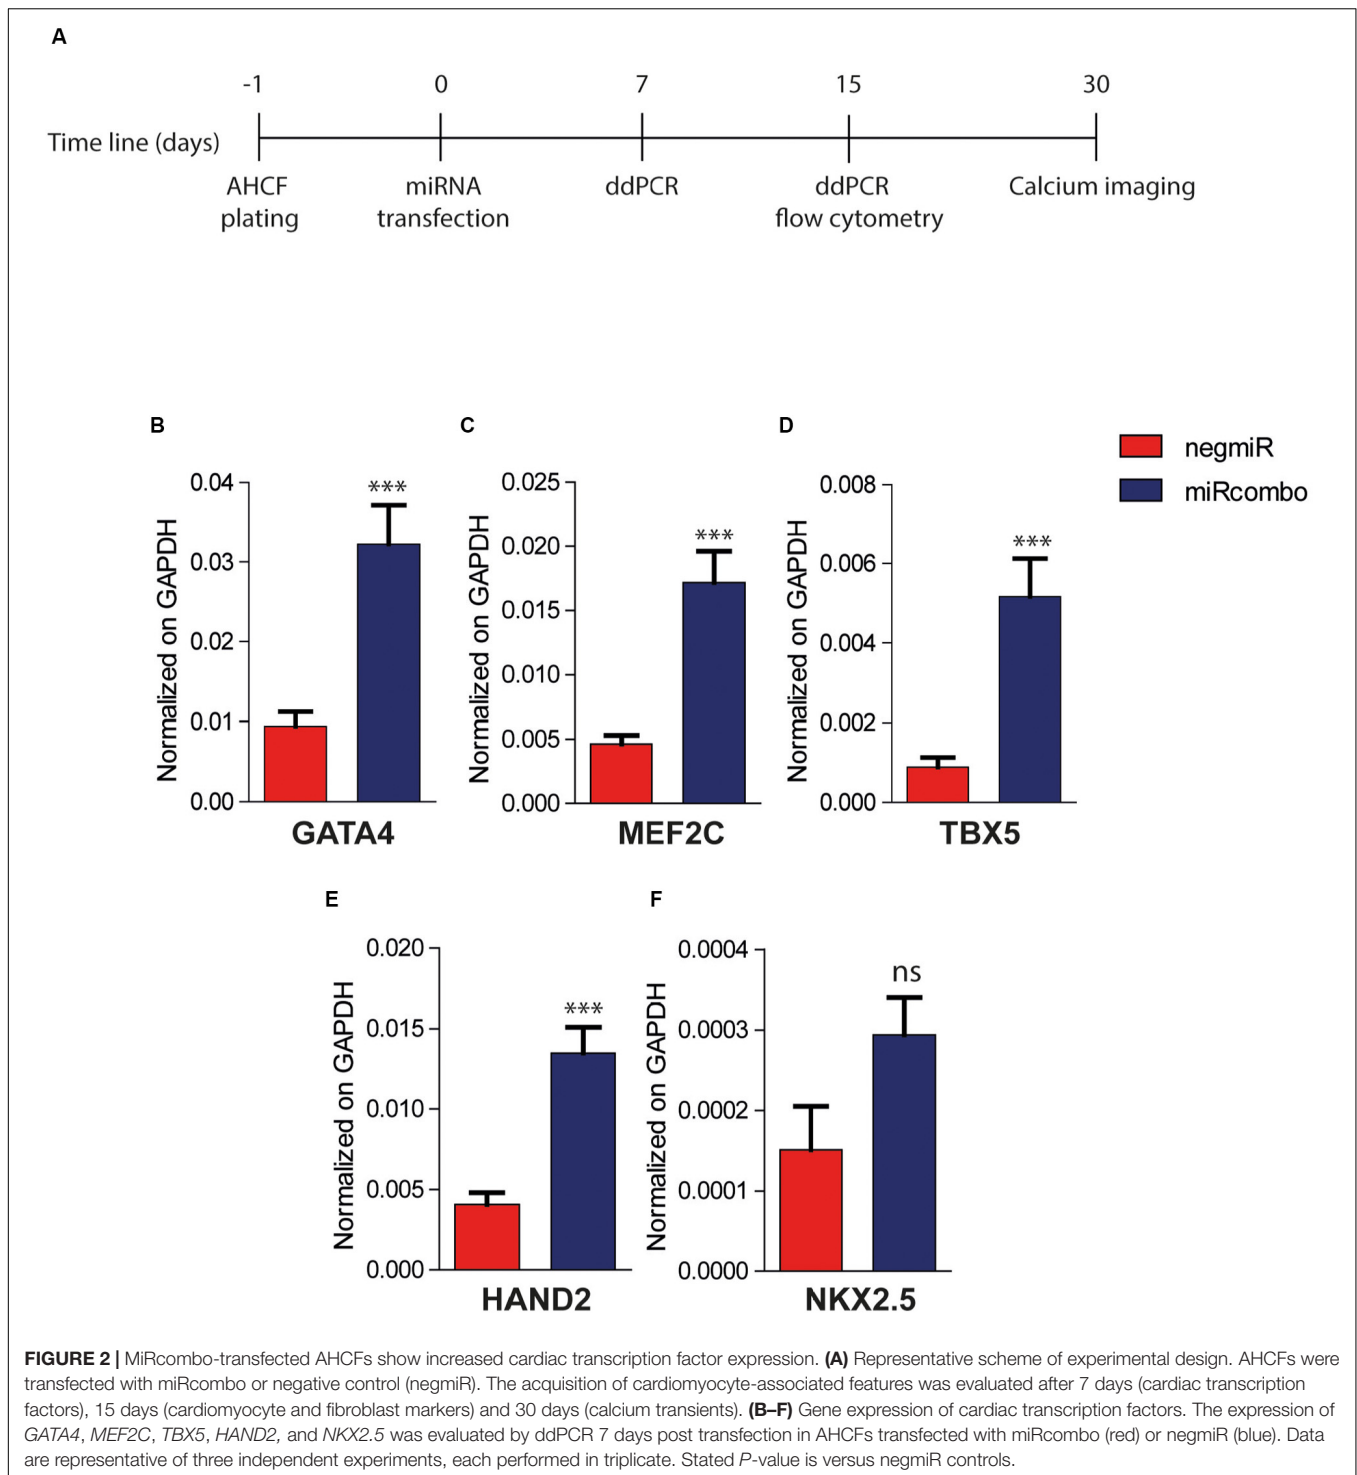 A
-1 0 7 15 30
Time line (days)
AHCF miRNA ddPCR ddPCR Calcium imaging
plating transfection flow cytometry
B C D
negmiR
miRcombo
Normalized on GAPDH
0.04
0.03
0.02
0.01
0.00
***
GATA4
Normalized on GAPDH
0.025
0.020
0.015
0.010
0.005
0.000
***
MEF2C
Normalized on GAPDH
0.008
0.006
0.004
0.002
0.000
***
TBX5
E F
Normalized on GAPDH
0.020
0.015
0.010
0.005
0.000
***
HAND2
Normalized on GAPDH
0.0004
0.0003
0.0002
0.0001
0.0000
ns
NKX2.5
FIGURE 2 | MiRcombo-transfected AHCFs show increased cardiac transcription factor expression. (A) Representative scheme of experimental design. AHCFs were
transfected with miRcombo or negative control (negmiR). The acquisition of cardiomyocyte-associated features was evaluated after 7 days (cardiac transcription
factors), 15 days (cardiomyocyte and fibroblast markers) and 30 days (calcium transients). (B–F) Gene expression of cardiac transcription factors. The expression of
GATA4, MEF2C, TBX5, HAND2, and NKX2.5 was evaluated by ddPCR 7 days post transfection in AHCFs transfected with miRcombo (red) or negmiR (blue). Data
are representative of three independent experiments, each performed in triplicate. Stated P-value is versus negmiR controls.